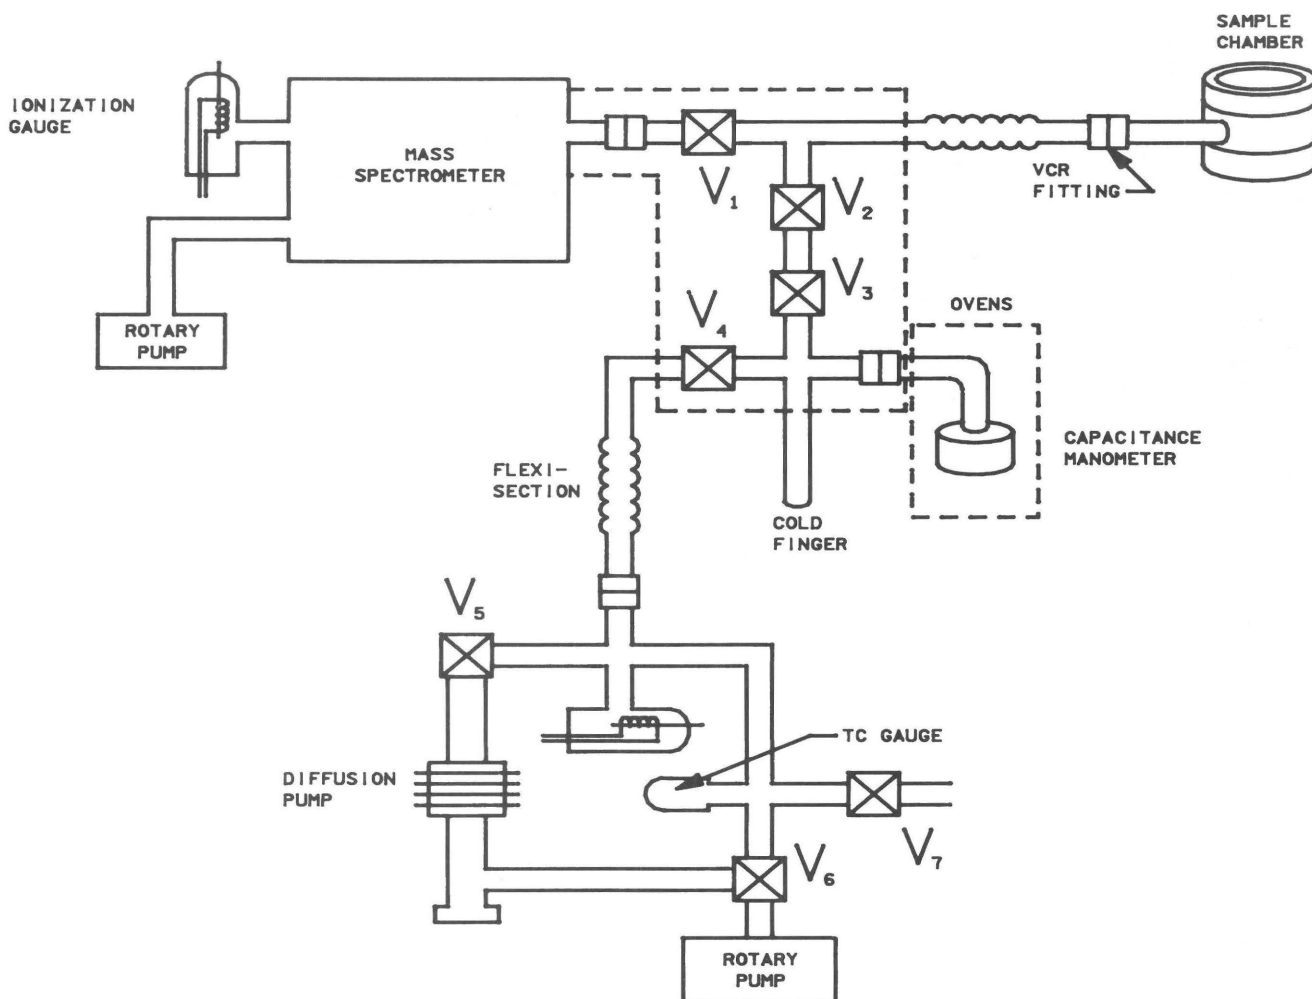 SAMPLE
CHAMBER
IONIZATION
GAUGE
MASS
SPECTROMETER
VCR
FITTING
V1
V2
V3
V4
ROTARY
PUMP
OVENS
CAPACITANCE
MANOMETER
FLEXI-
SECTION
COLD
FINGER
V5
TC GAUGE
DIFFUSION
PUMP
V7
V6
ROTARY
PUMP